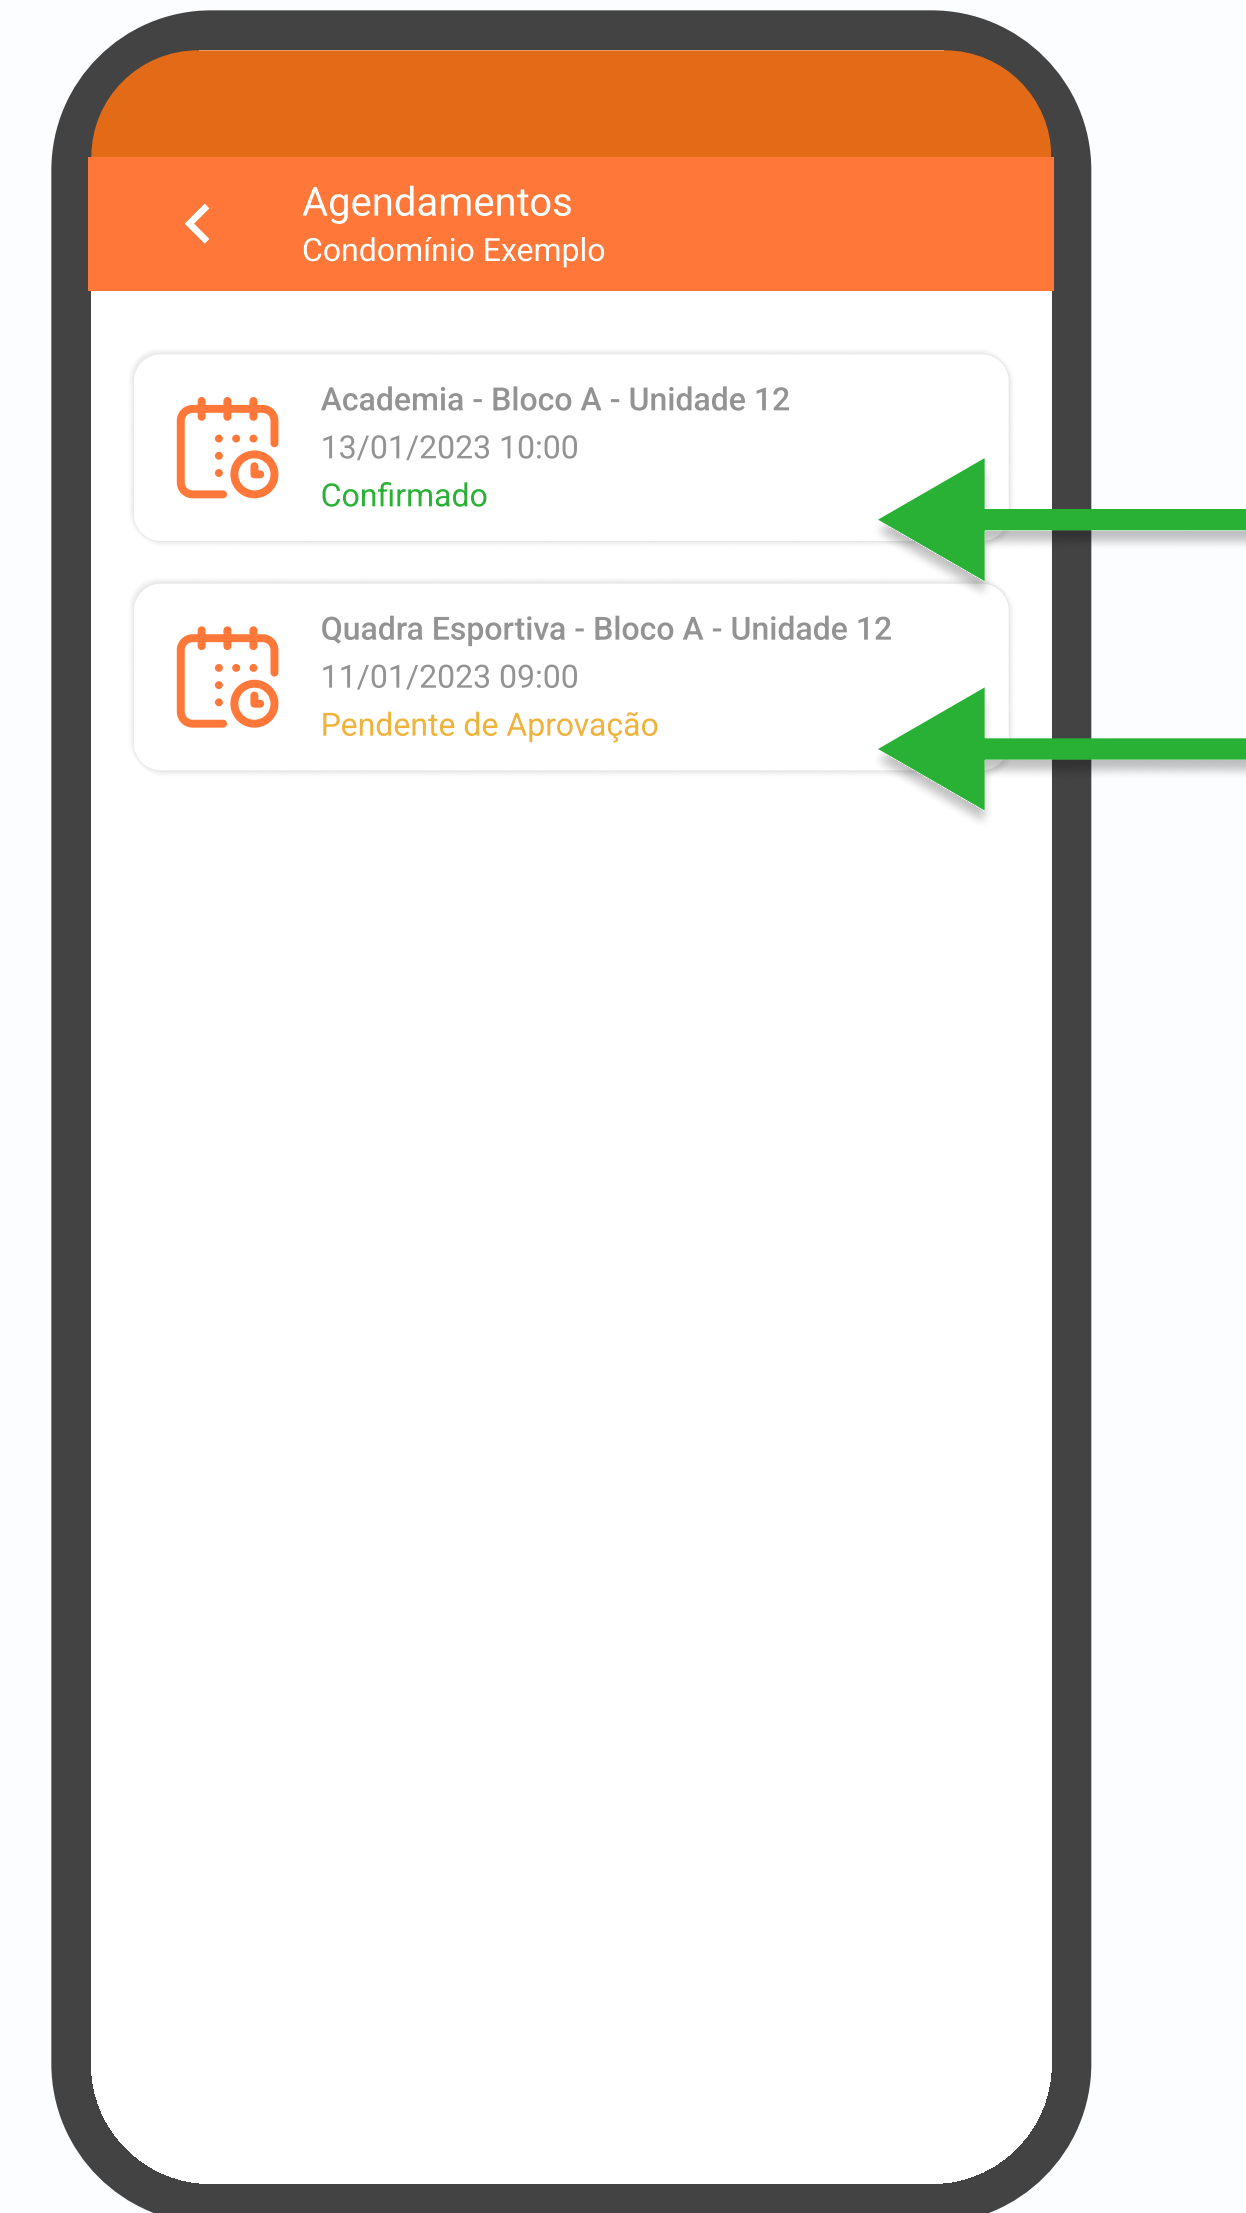 Agendamentos
Condomínio Exemplo
Academia - Bloco A - Unidade 12
13/01/2023 10:00
Confirmado
Quadra Esportiva - Bloco A - Unidade 12
11/01/2023 09:00
Pendente de Aprovação